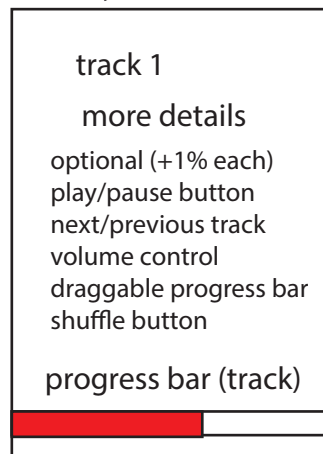 track 1
more details
optional (+1% each)
play/pause button
next/previous track
volume control
draggable progress bar
shuffle button
progress bar (track)